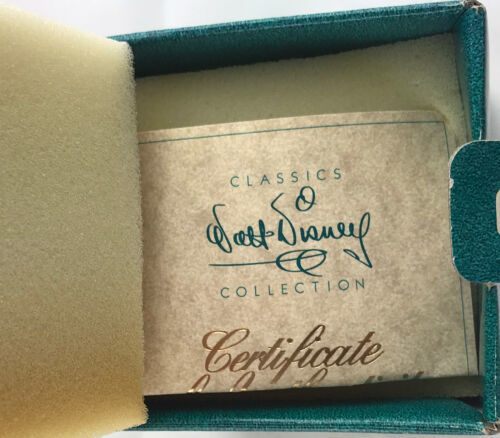 CLASSICS
Walt Disney
COLLECTION
Certificate